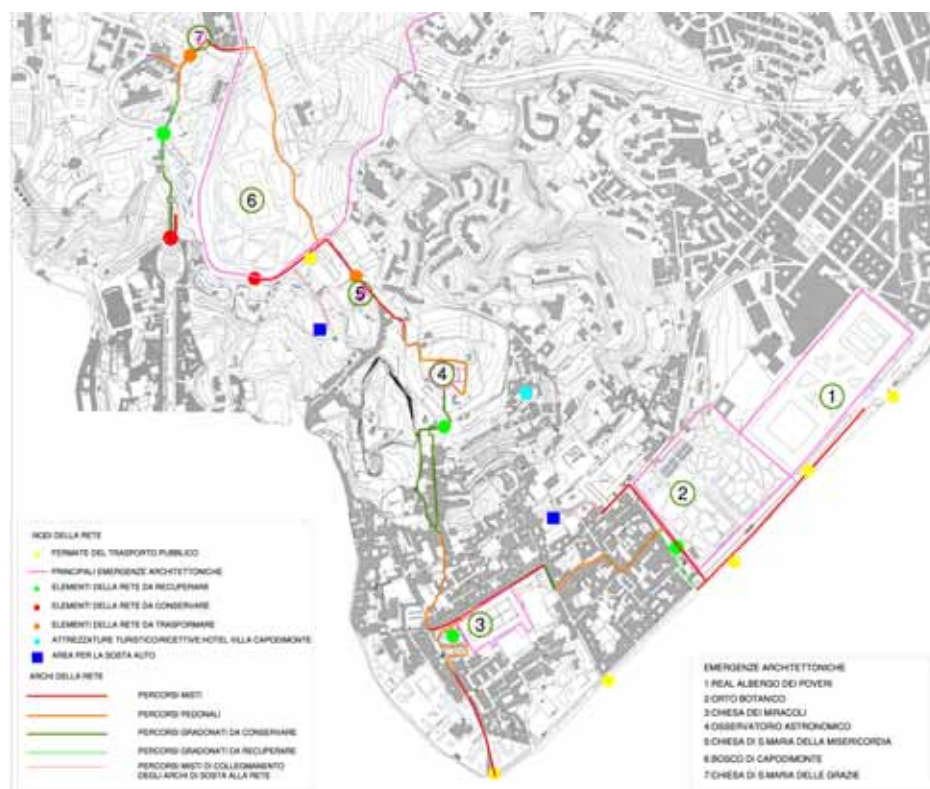 7
6
5
4
1
2
3
NODI DELLA RETE
FERMATE DEL TRASPORTO PUBBLICO
PRINCIPALI EMERGENZE ARCHITETTONICHE
ELEMENTI DELLA RETE DA RECUPERARE
ELEMENTI DELLA RETE DA CONSERVARE
ELEMENTI DELLA RETE DA TRASFORMARE
ATTREZZATURE TURISTICO/RICETTIVE:HOTEL VILLA CAPODIMONTE
AREA PER LA SOSTA AUTO
ARCHI DELLA RETE
PERCORSI MISTI
PERCORSI PEDONALI
PERCORSI GRADONATI DA CONSERVARE
PERCORSI GRADONATI DA RECUPERARE
PERCORSI MISTI DI COLLEGMANENTO
DEGLI ARCHI DI SOSTA ALLA RETE
EMERGENZE ARCHITETTONICHE
1:REAL ALBERGO DEI POVERI
2:ORTO BOTANICO
3:CHIESA DEI MIRACOLI
4:OSSERVATORIO ASTRONOMICO
5:CHIESA DI S.MARIA DELLA MISERICORDIA
6:BOSCO DI CAPODIMONTE
7:CHIESA DI S.MARIA DELLE GRAZIE